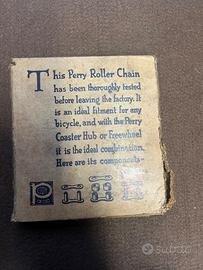 This Perry Roller Chain
has been thoroughly tested
before leaving the factory. It
is an ideal fitment for any
bicycle, and with the Perry
Coaster Hub or Freewheel
it is the ideal combination.
Here are its components-
subito